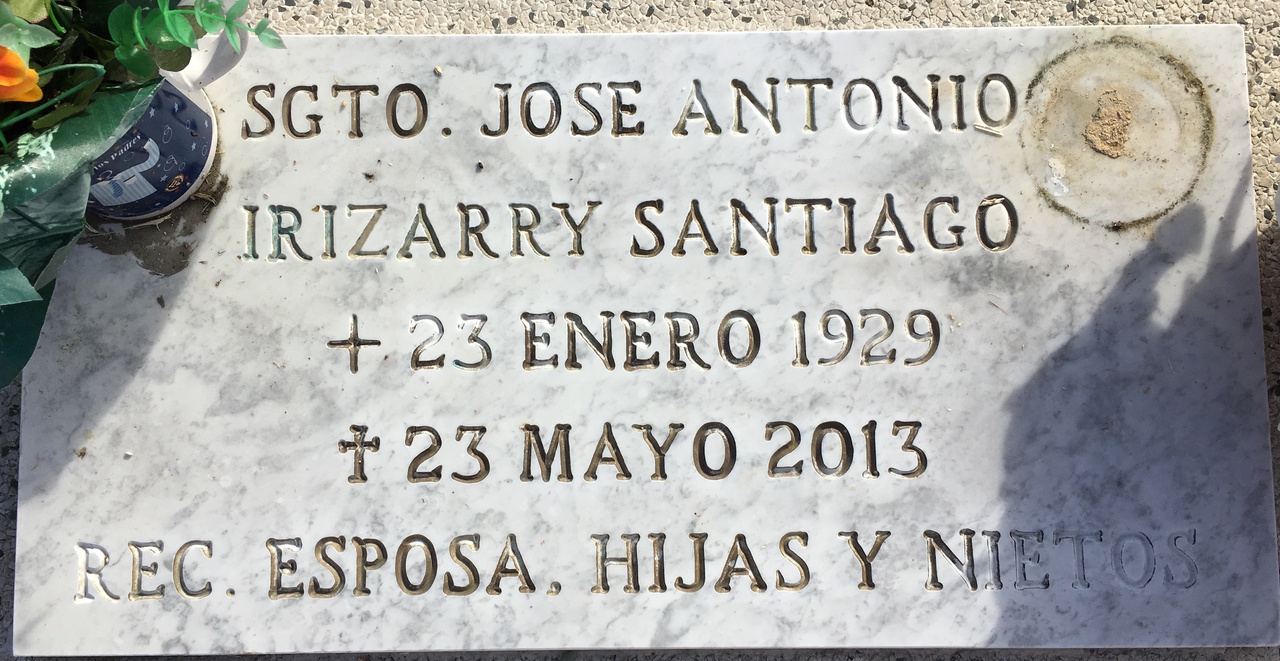 SGTO. JOSE ANTONIO
IRIZARRY SANTIAGO
+ 23 ENERO 1929
✝ 23 MAYO 2013
REC. ESPOSA, HIJAS Y NIETOS